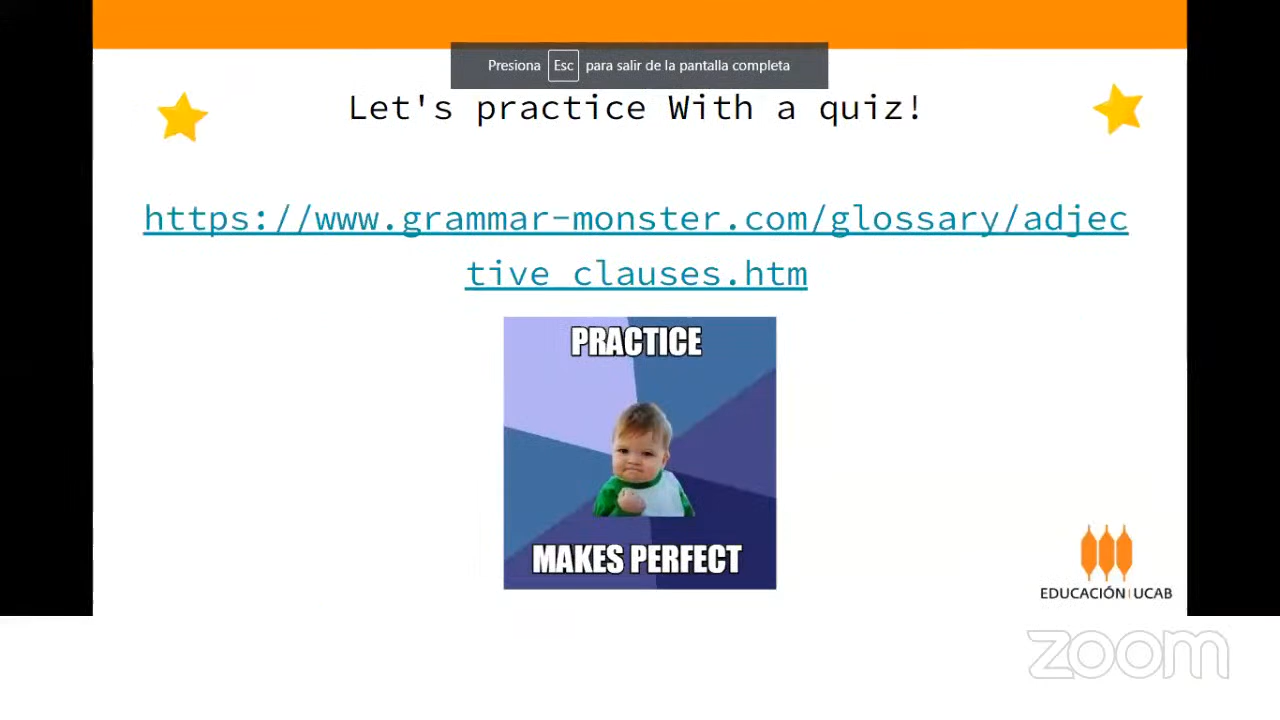 Presiona Esc para salir de la pantalla completa
Let's practice With a quiz!
https://www.grammar-monster.com/glossary/adjec
tive_clauses.htm
PRACTICE
MAKES PERFECT
EDUCACIÓN|UCAB
zoom